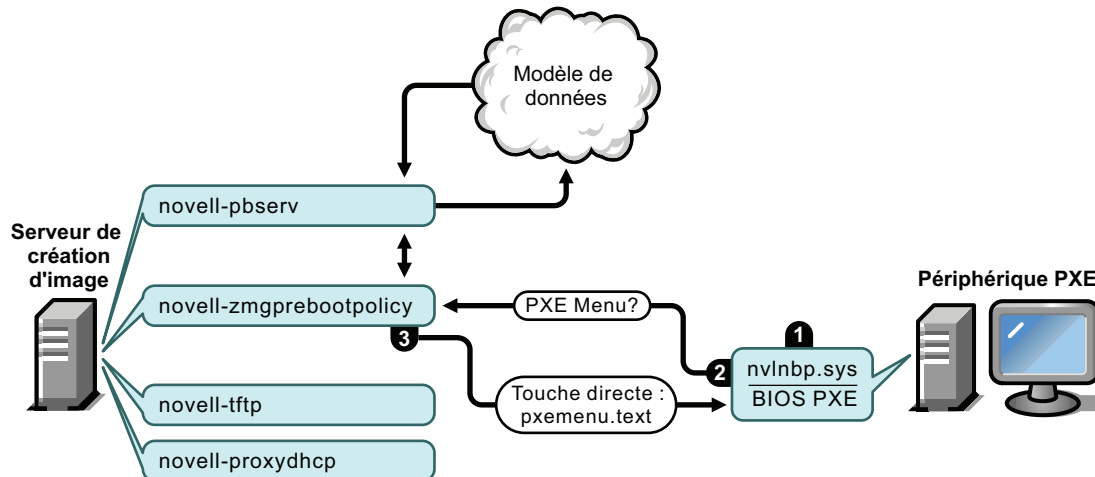 Modèle de
données
novell-pbserv
Serveur de
création
d'image
novell-zmgprebootpolicy
3
PXE Menu?
Périphérique PXE
1
2
nvlnbp.sys
BIOS PXE
Touche directe :
pxemenu.text
novell-tftp
novell-proxydhcp